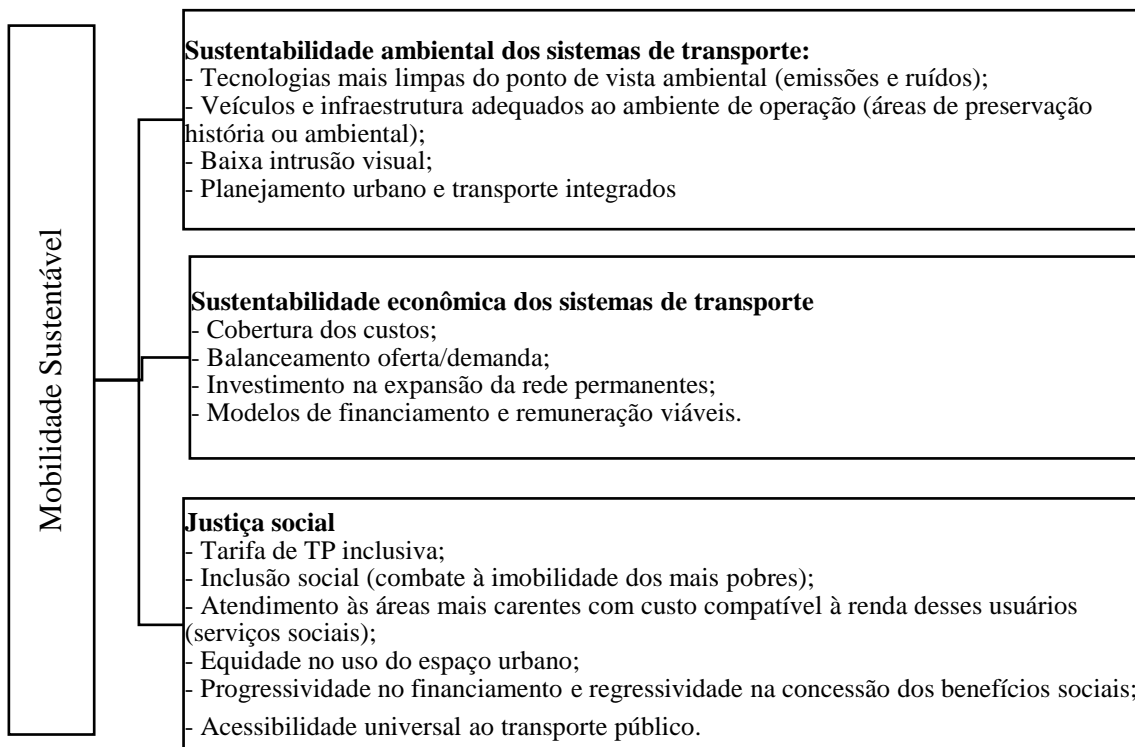 Mobilidade Sustentável
Sustentabilidade ambiental dos sistemas de transporte:
- Tecnologias mais limpas do ponto de vista ambiental (emissões e ruídos);
- Veículos e infraestrutura adequados ao ambiente de operação (áreas de preservação
história ou ambiental);
- Baixa intrusão visual;
- Planejamento urbano e transporte integrados
Sustentabilidade econômica dos sistemas de transporte
- Cobertura dos custos;
- Balanceamento oferta/demanda;
- Investimento na expansão da rede permanentes;
- Modelos de financiamento e remuneração viáveis.
Justiça social
- Tarifa de TP inclusiva;
- Inclusão social (combate à imobilidade dos mais pobres);
- Atendimento às áreas mais carentes com custo compatível à renda desses usuários
(serviços sociais);
- Equidade no uso do espaço urbano;
- Progressividade no financiamento e regressividade na concessão dos benefícios sociais;
- Acessibilidade universal ao transporte público.